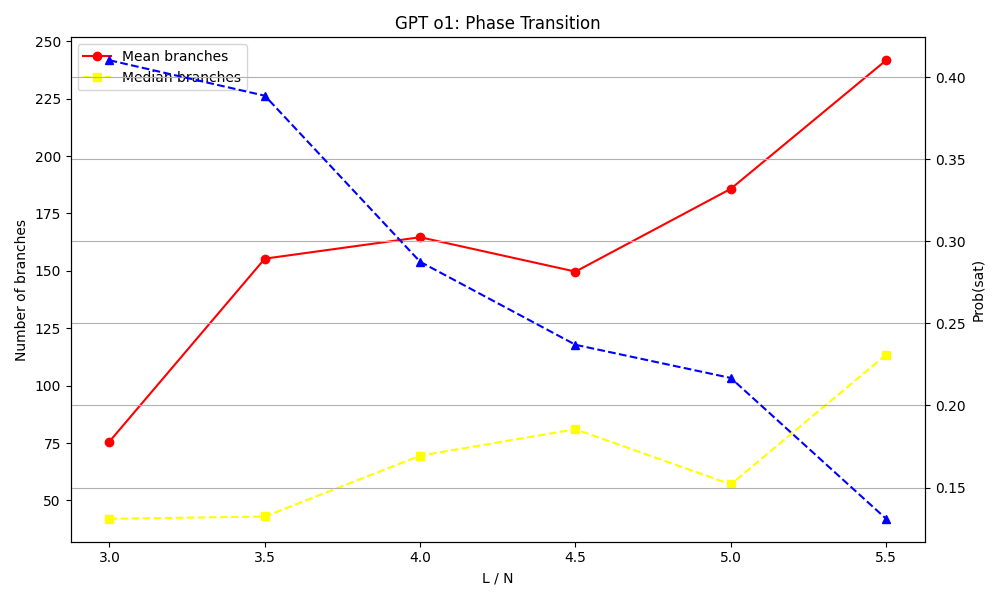 GPT o1: Phase Transition
Mean branches
Median branches
Number of branches
250
225
200
175
150
125
100
75
50
0.40
0.35
0.30
0.25
0.20
0.15
Prob(sat)
3.0 3.5 4.0 4.5 5.0 5.5
L / N